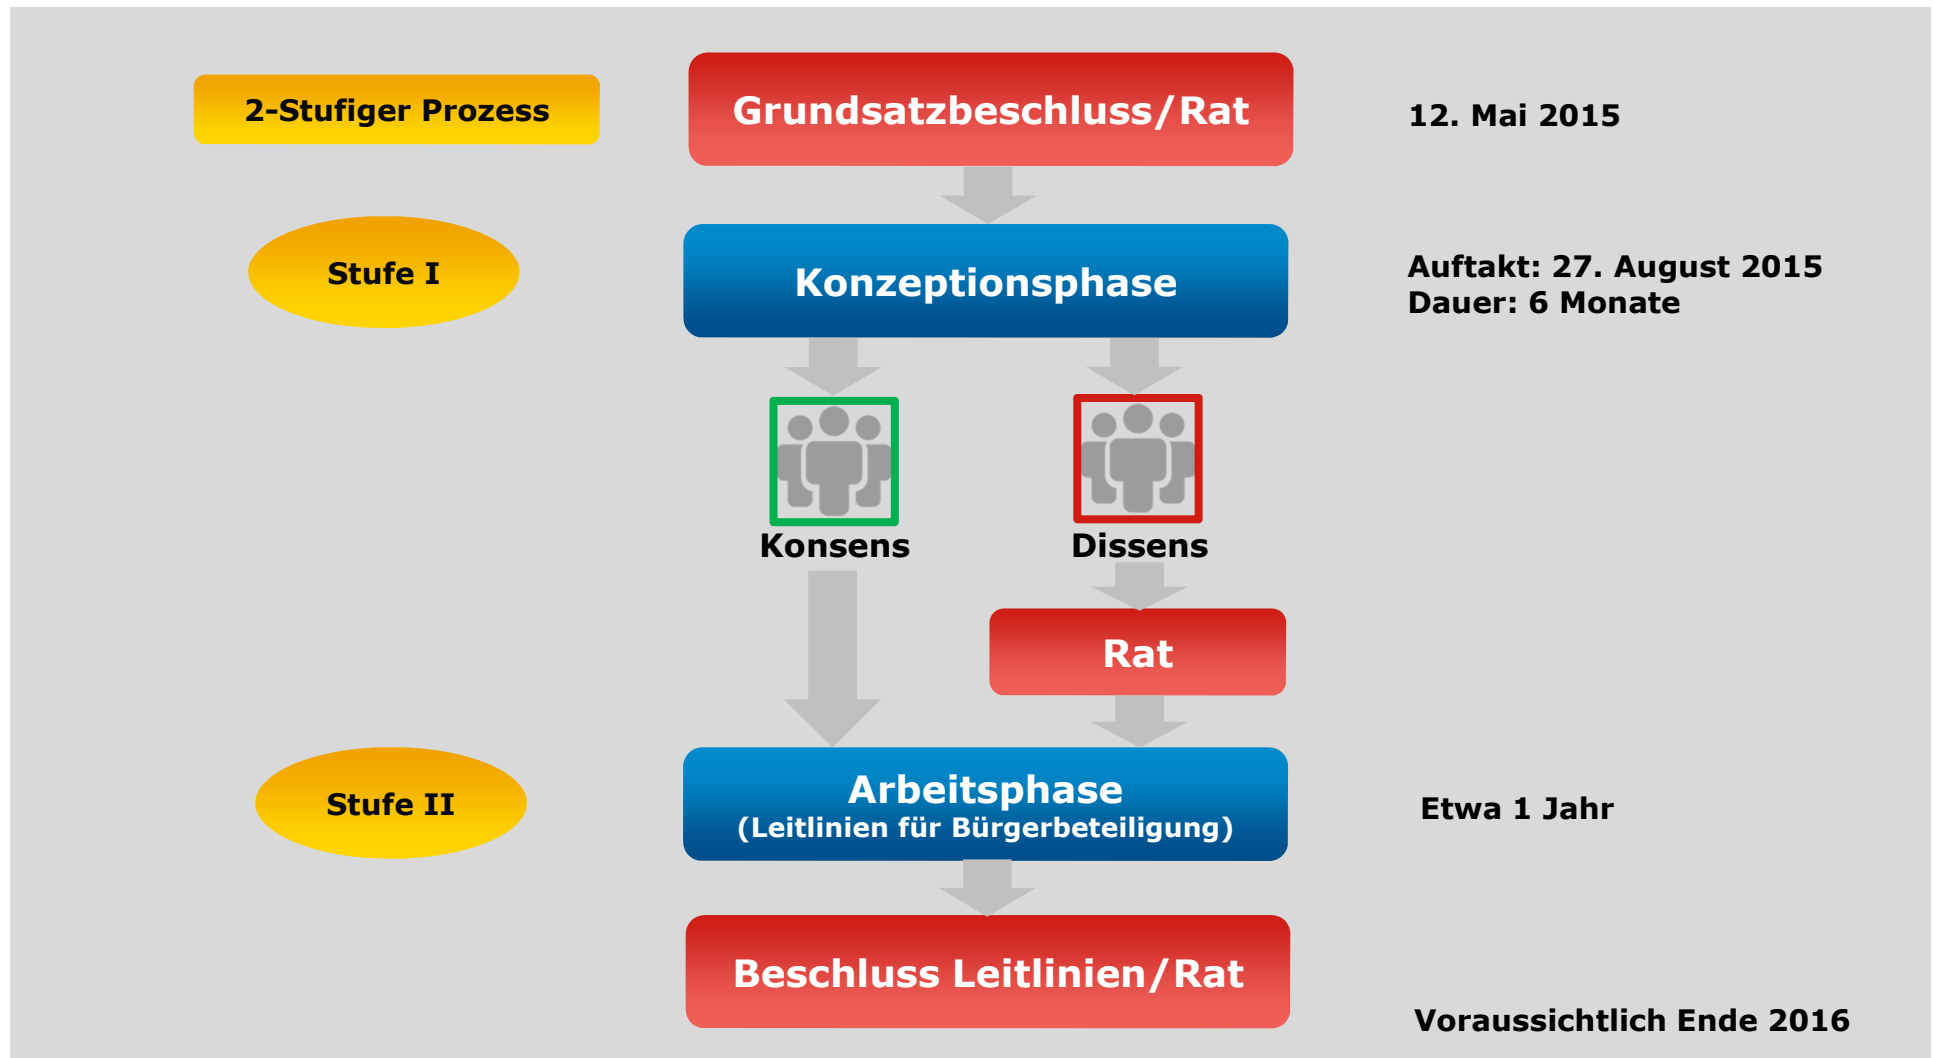 2-Stufiger Prozess
Grundsatzbeschluss/Rat
12. Mai 2015
Stufe I
Konzeptionsphase
Auftakt: 27. August 2015
Dauer: 6 Monate
Konsens
Dissens
Rat
Stufe II
Arbeitsphase
(Leitlinien für Bürgerbeteiligung)
Etwa 1 Jahr
Beschluss Leitlinien/Rat
Voraussichtlich Ende 2016